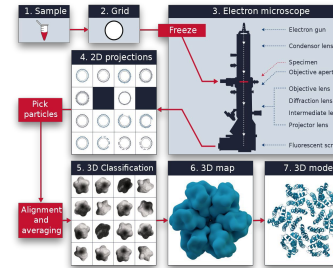 1. Sample
2. Grid
Freeze
3. Electron microscope
Electron gun
Condenser lens
Specimen
Objective apert
Objective lens
Diffraction lens
Intermediate le
Projector lens
Fluorescent scr
4. 2D projections
Pick
particles
Alignment
and
averaging
5. 3D Classification
6. 3D map
7. 3D mode